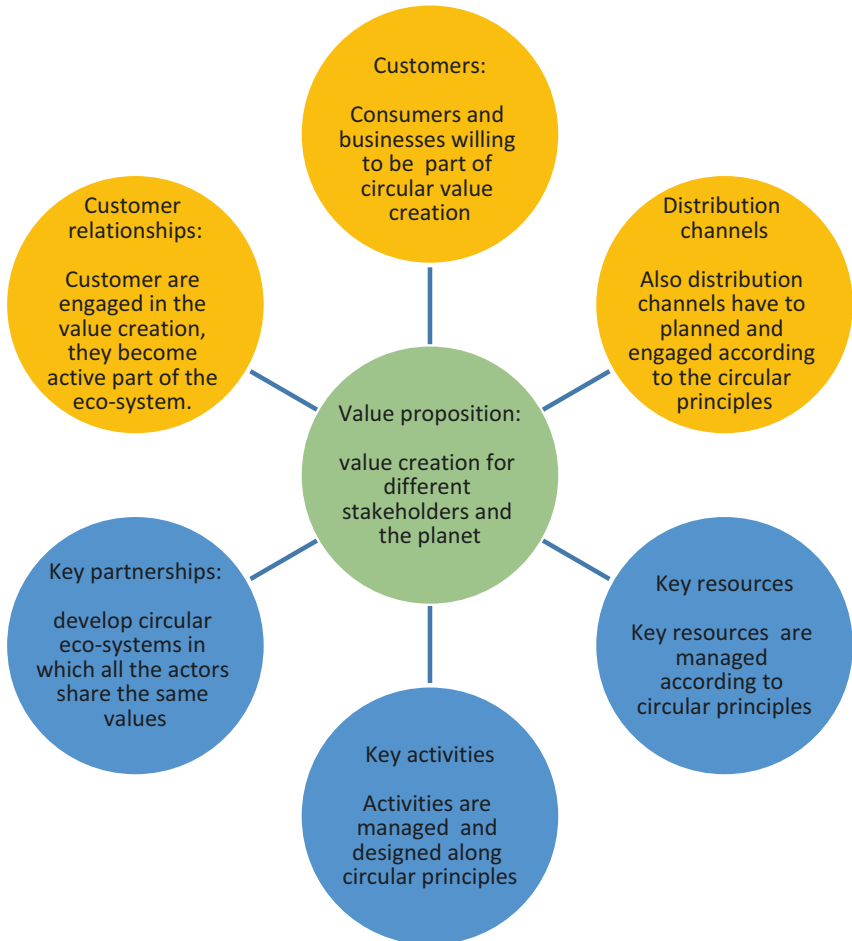 Customers:
Consumers and
businesses willing
to be part of
circular value
creation
Customer
relationships:
Customer are
engaged in the
value creation,
they become
active part of the
eco-system.
Distribution
channels
Also distribution
channels have to
planned and
engaged according
to the circular
principles
Value proposition:
value creation for
different
stakeholders and
the planet
Key partnerships:
develop circular
eco-systems in
which all the actors
share the same
values
Key resources
Key resources are
managed
according to
circular principles
Key activities
Activities are
managed and
designed along
circular principles